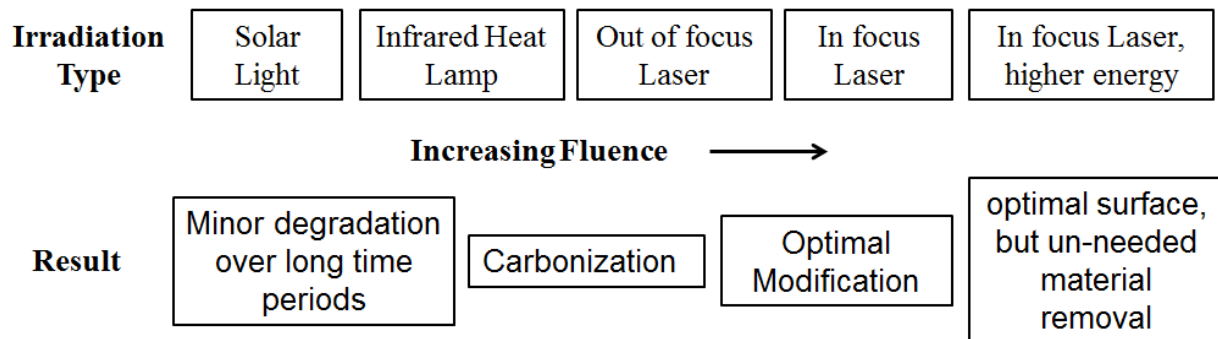 Irradiation
Type
Solar
Light
Infrared Heat
Lamp
Out of focus
Laser
In focus
Laser
In focus Laser,
higher energy
Increasing Fluence
Result
Minor degradation
over long time
periods
Carbonization
Optimal
Modification
optimal surface,
but un-needed
material
removal